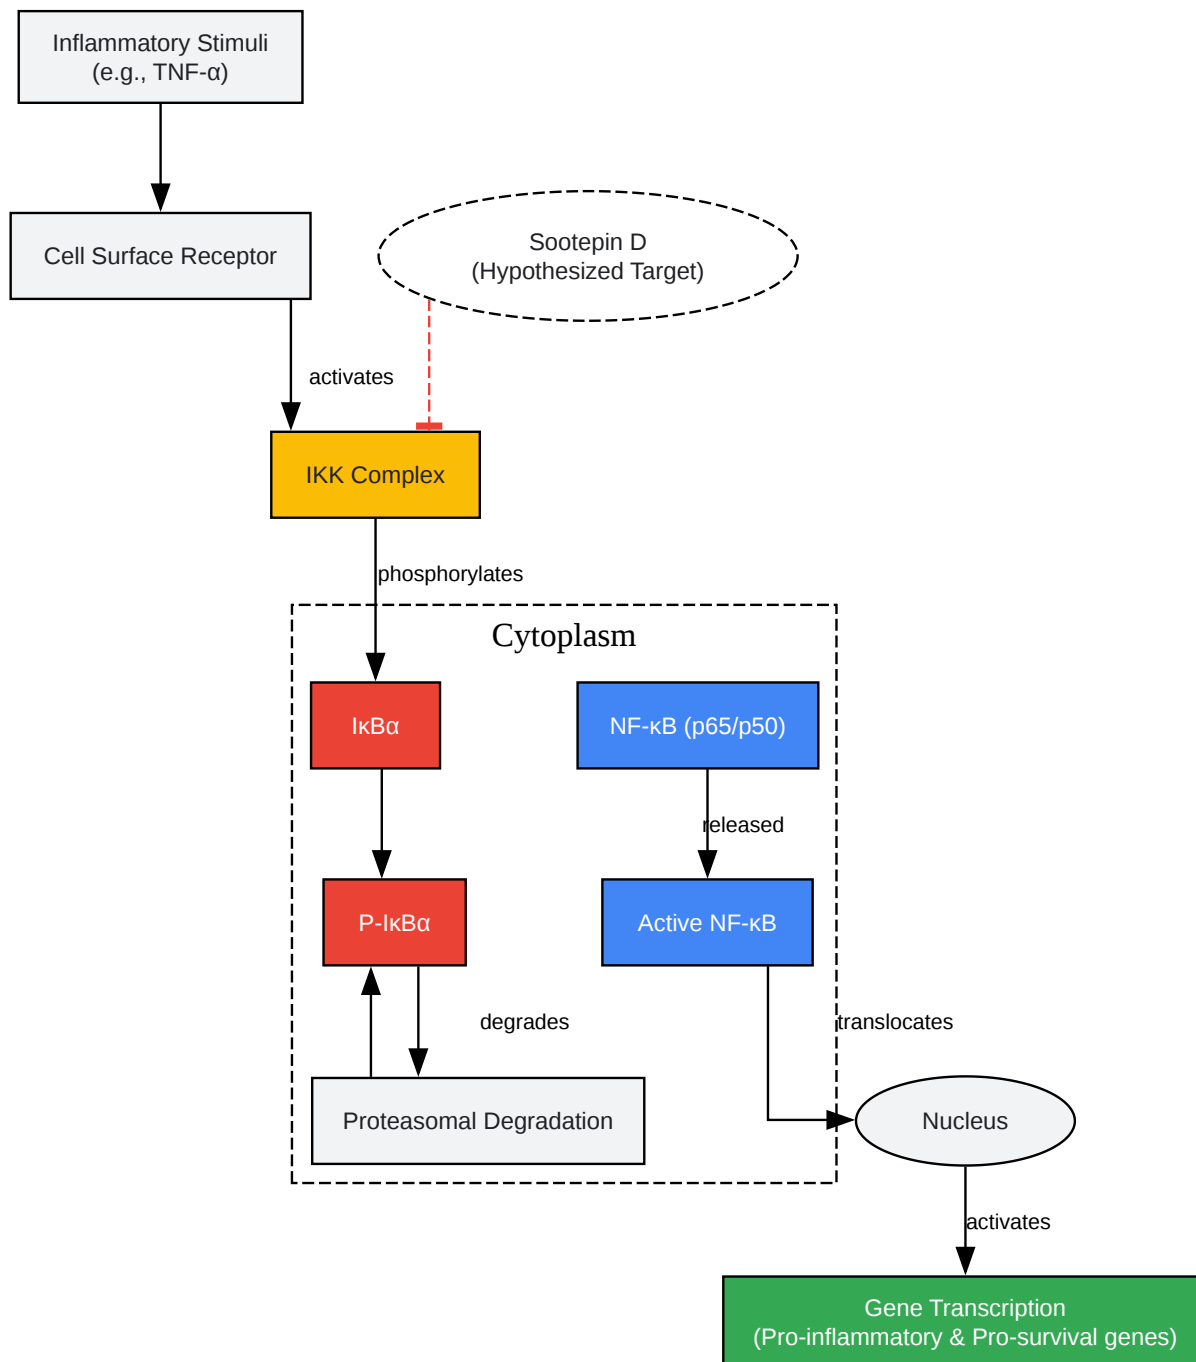 Inflammatory Stimuli
(e.g., TNF-α)
Cell Surface Receptor
Sootepin D
(Hypothesized Target)
activates
IKK Complex
phosphorylates
Cytoplasm
IκBα
NF-κB (p65/p50)
released
P-IκBα
Active NF-κB
degrades
translocates
Proteasomal Degradation
Nucleus
activates
Gene Transcription
(Pro-inflammatory & Pro-survival genes)